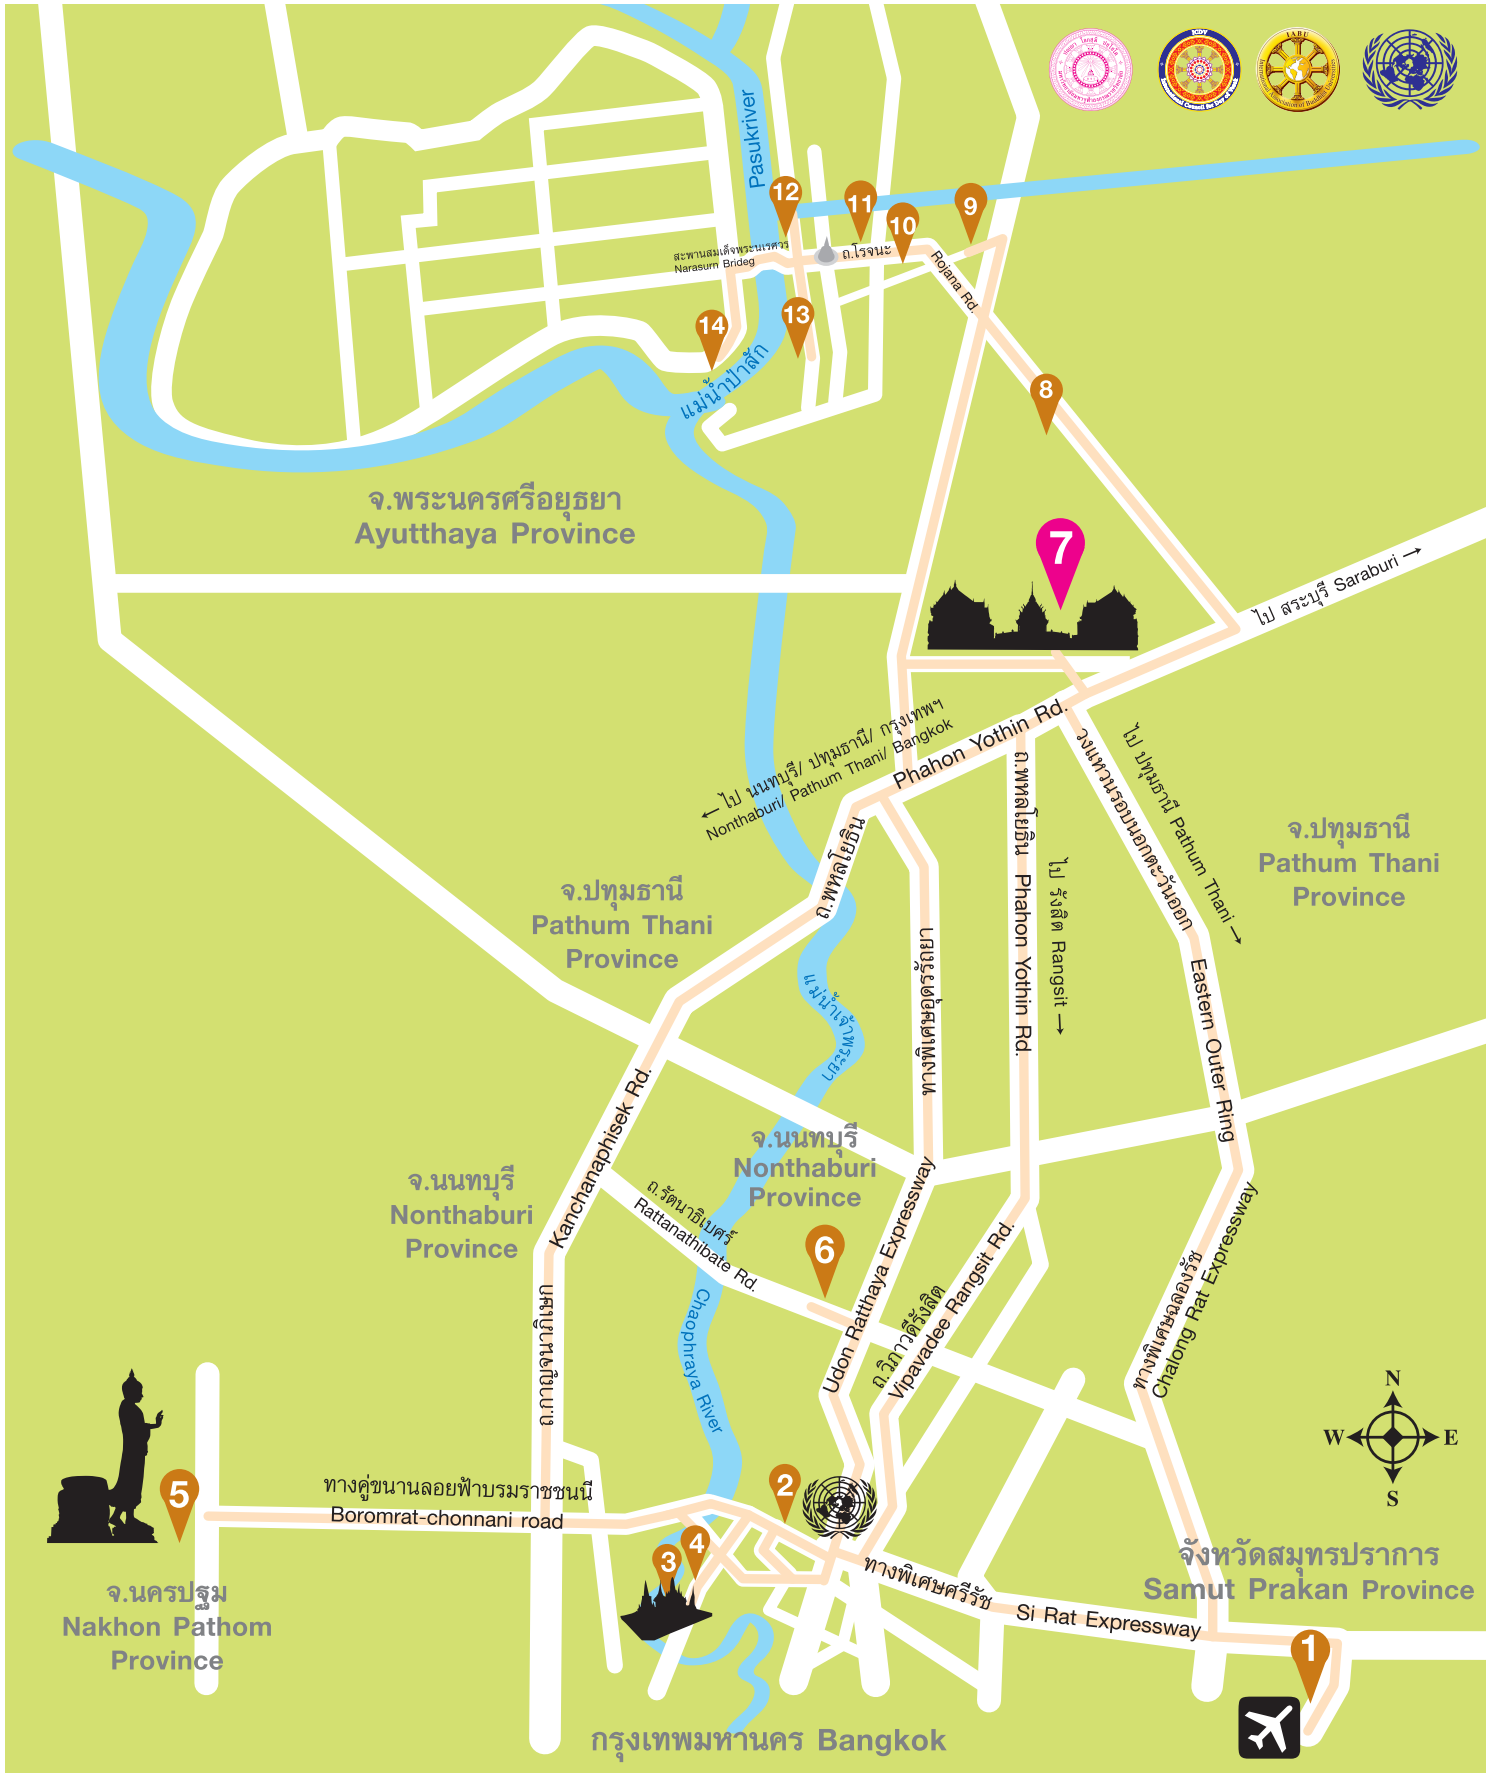 ICDV
International Council for Day of Vesak
IABU
International Association of Buddhist Universities
Pasukriver
12
11
10
9
สะพานสมเด็จพระนเรศวร
Narasurn Brideg
ถ.โรจนะ
Rojana Rd.
14
13
แม่น้ำป่าสัก
8
จ.พระนครศรีอยุธยา
Ayutthaya Province
7
ไป สระบุรี Saraburi →
← ไป นนทบุรี/ ปทุมธานี/ กรุงเทพฯ
Nonthaburi/ Pathum Thani/ Bangkok
Phahon Yothin Rd.
ถ.พหลโยธิน
ถ.พหลโยธิน Phahon Yothin Rd.
ไป รังสิต Rangsit →
วงแหวนรอบนอกตะวันออก Eastern Outer Ring
ไป ปทุมธานี Pathum Thani →
จ.ปทุมธานี
Pathum Thani
Province
จ.ปทุมธานี
Pathum Thani
Province
แม่น้ำเจ้าพระยา
ทางพิเศษอุดรรัถยา
Udon Ratthaya Expressway
Kanchanaphisek Rd.
ถ.กาญจนาภิเษก
จ.นนทบุรี
Nonthaburi
Province
จ.นนทบุรี
Nonthaburi
Province
ถ.รัตนาธิเบศร์
Rattanathibate Rd.
6
ถ.วิภาวดีรังสิต
Vipavadee Rangsit Rd.
ทางพิเศษฉลองรัช
Chalong Rat Expressway
Chaophraya River
N
W
E
S
5
ทางคู่ขนานลอยฟ้าบรมราชชนนี
Boromrat-chonnani road
2
3
4
ทางพิเศษศรีรัช Si Rat Expressway
จังหวัดสมุทรปราการ
Samut Prakan Province
จ.นครปฐม
Nakhon Pathom
Province
1
กรุงเทพมหานคร Bangkok